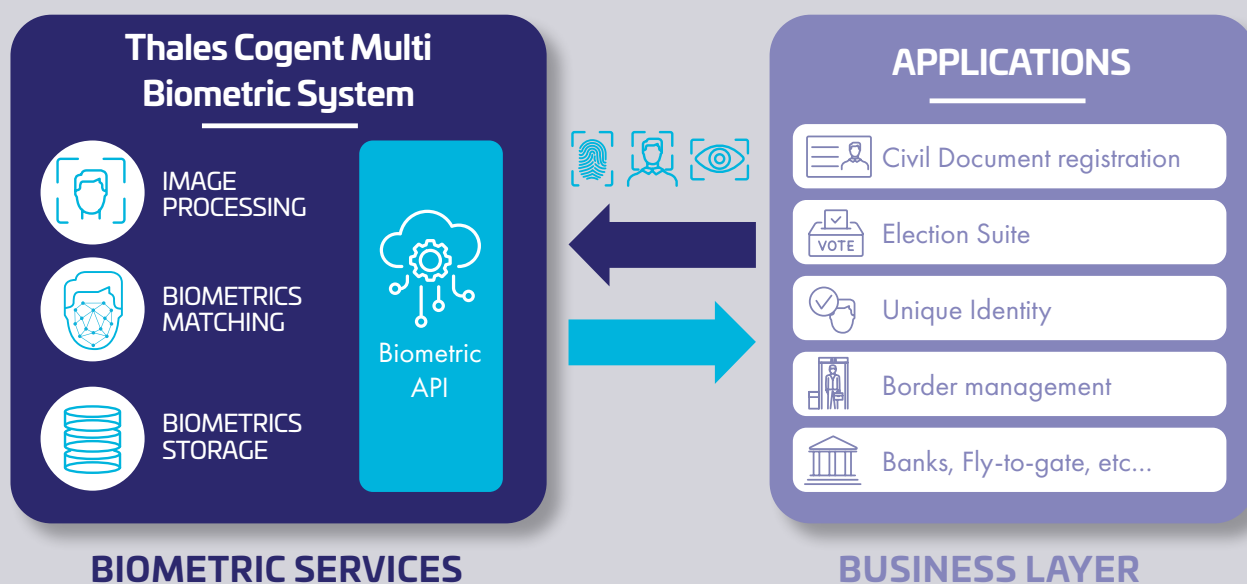 Thales Cogent Multi
Biometric System
IMAGE
PROCESSING
BIOMETRICS
MATCHING
BIOMETRICS
STORAGE
Biometric
API
BIOMETRIC SERVICES
APPLICATIONS
Civil Document registration
VOTE
Election Suite
Unique Identity
Border management
Banks, Fly-to-gate, etc...
BUSINESS LAYER